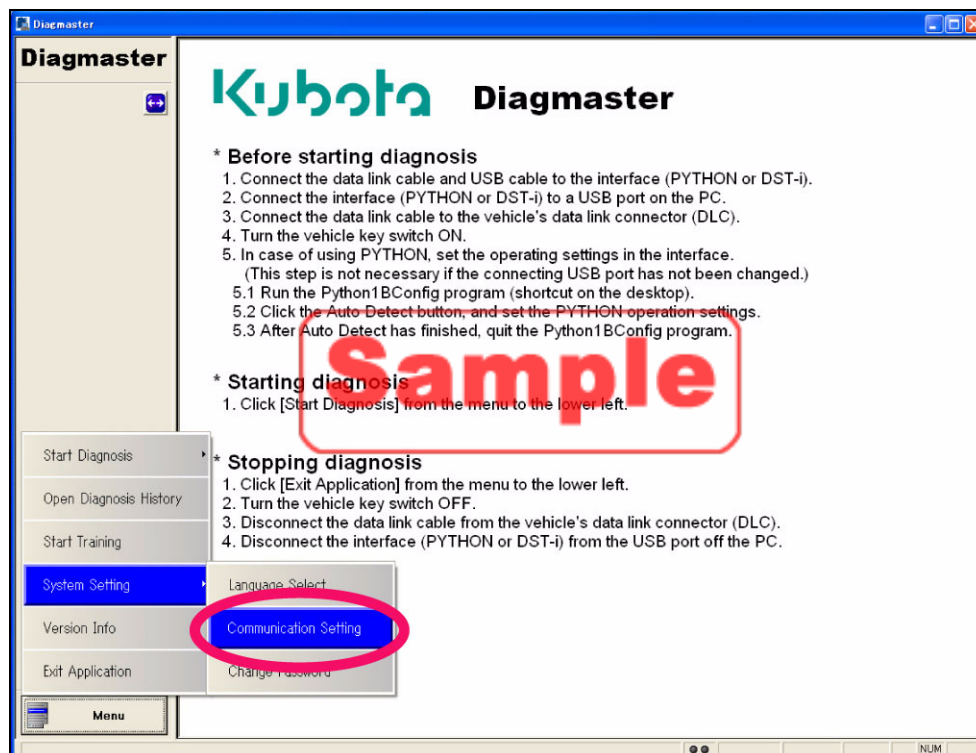 Diagmaster
Diagmaster
Kubota Diagmaster
* Before starting diagnosis
1. Connect the data link cable and USB cable to the interface (PYTHON or DST-i).
2. Connect the interface (PYTHON or DST-i) to a USB port on the PC.
3. Connect the data link cable to the vehicle's data link connector (DLC).
4. Turn the vehicle key switch ON.
5. In case of using PYTHON, set the operating settings in the interface.
(This step is not necessary if the connecting USB port has not been changed.)
5.1 Run the Python1BConfig program (shortcut on the desktop).
5.2 Click the Auto Detect button, and set the PYTHON operation settings.
5.3 After Auto Detect has finished, quit the Python1BConfig program.
Sample
* Starting diagnosis
1. Click [Start Diagnosis] from the menu to the lower left.
* Stopping diagnosis
1. Click [Exit Application] from the menu to the lower left.
2. Turn the vehicle key switch OFF.
3. Disconnect the data link cable from the vehicle's data link connector (DLC).
4. Disconnect the interface (PYTHON or DST-i) from the USB port off the PC.
Start Diagnosis
Open Diagnosis History
Start Training
System Setting
Version Info
Exit Application
Language Select
Communication Setting
Change Password
Menu
NUM